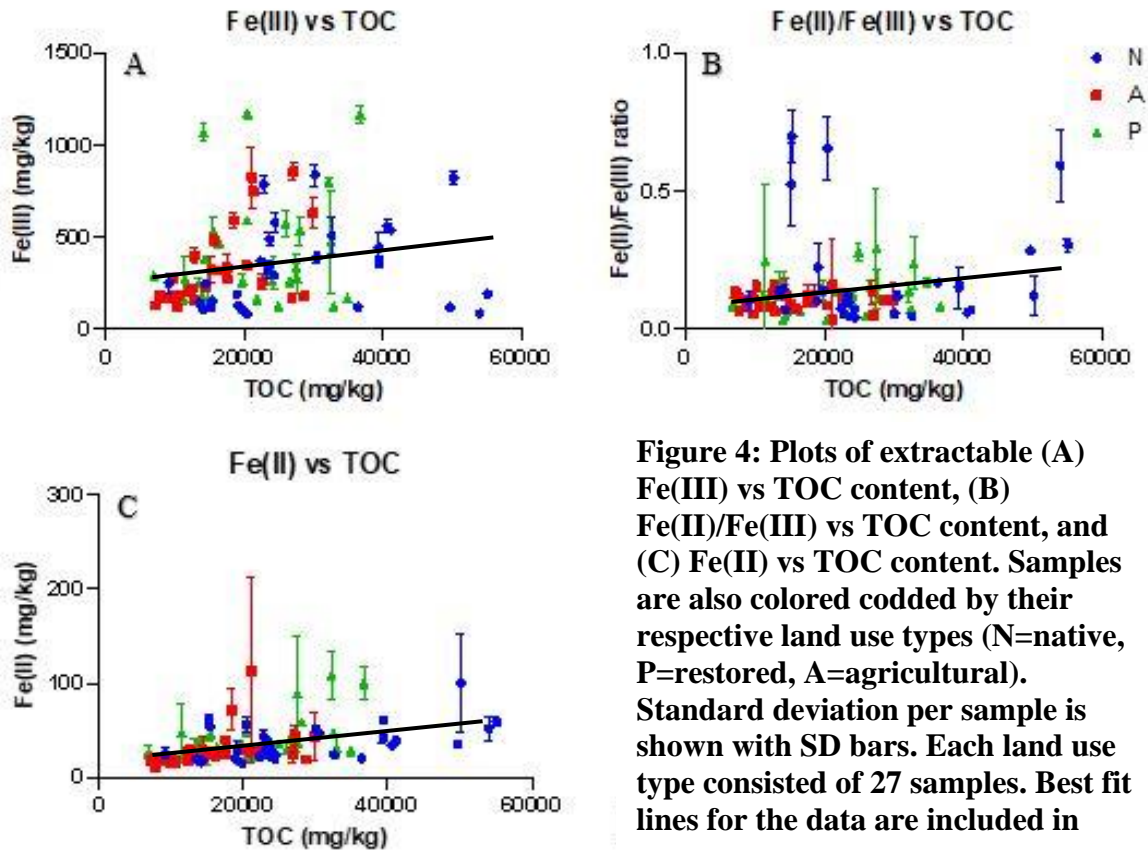 Fe(III) vs TOC
A
1500
1000
500
0
Fe(III) (mg/kg)
0
20000
40000
60000
TOC (mg/kg)
Fe(II)/Fe(III) vs TOC
B
1.0
0.5
0.0
Fe(II)/Fe(III) ratio
0
20000
40000
60000
TOC (mg/kg)
N
A
P
Fe(II) vs TOC
C
300
200
100
0
Fe(II) (mg/kg)
0
20000
40000
60000
TOC (mg/kg)
Figure 4: Plots of extractable (A)
Fe(III) vs TOC content, (B)
Fe(II)/Fe(III) vs TOC content, and
(C) Fe(II) vs TOC content. Samples
are also colored codded by their
respective land use types (N=native,
P=restored, A=agricultural).
Standard deviation per sample is
shown with SD bars. Each land use
type consisted of 27 samples. Best fit
lines for the data are included in